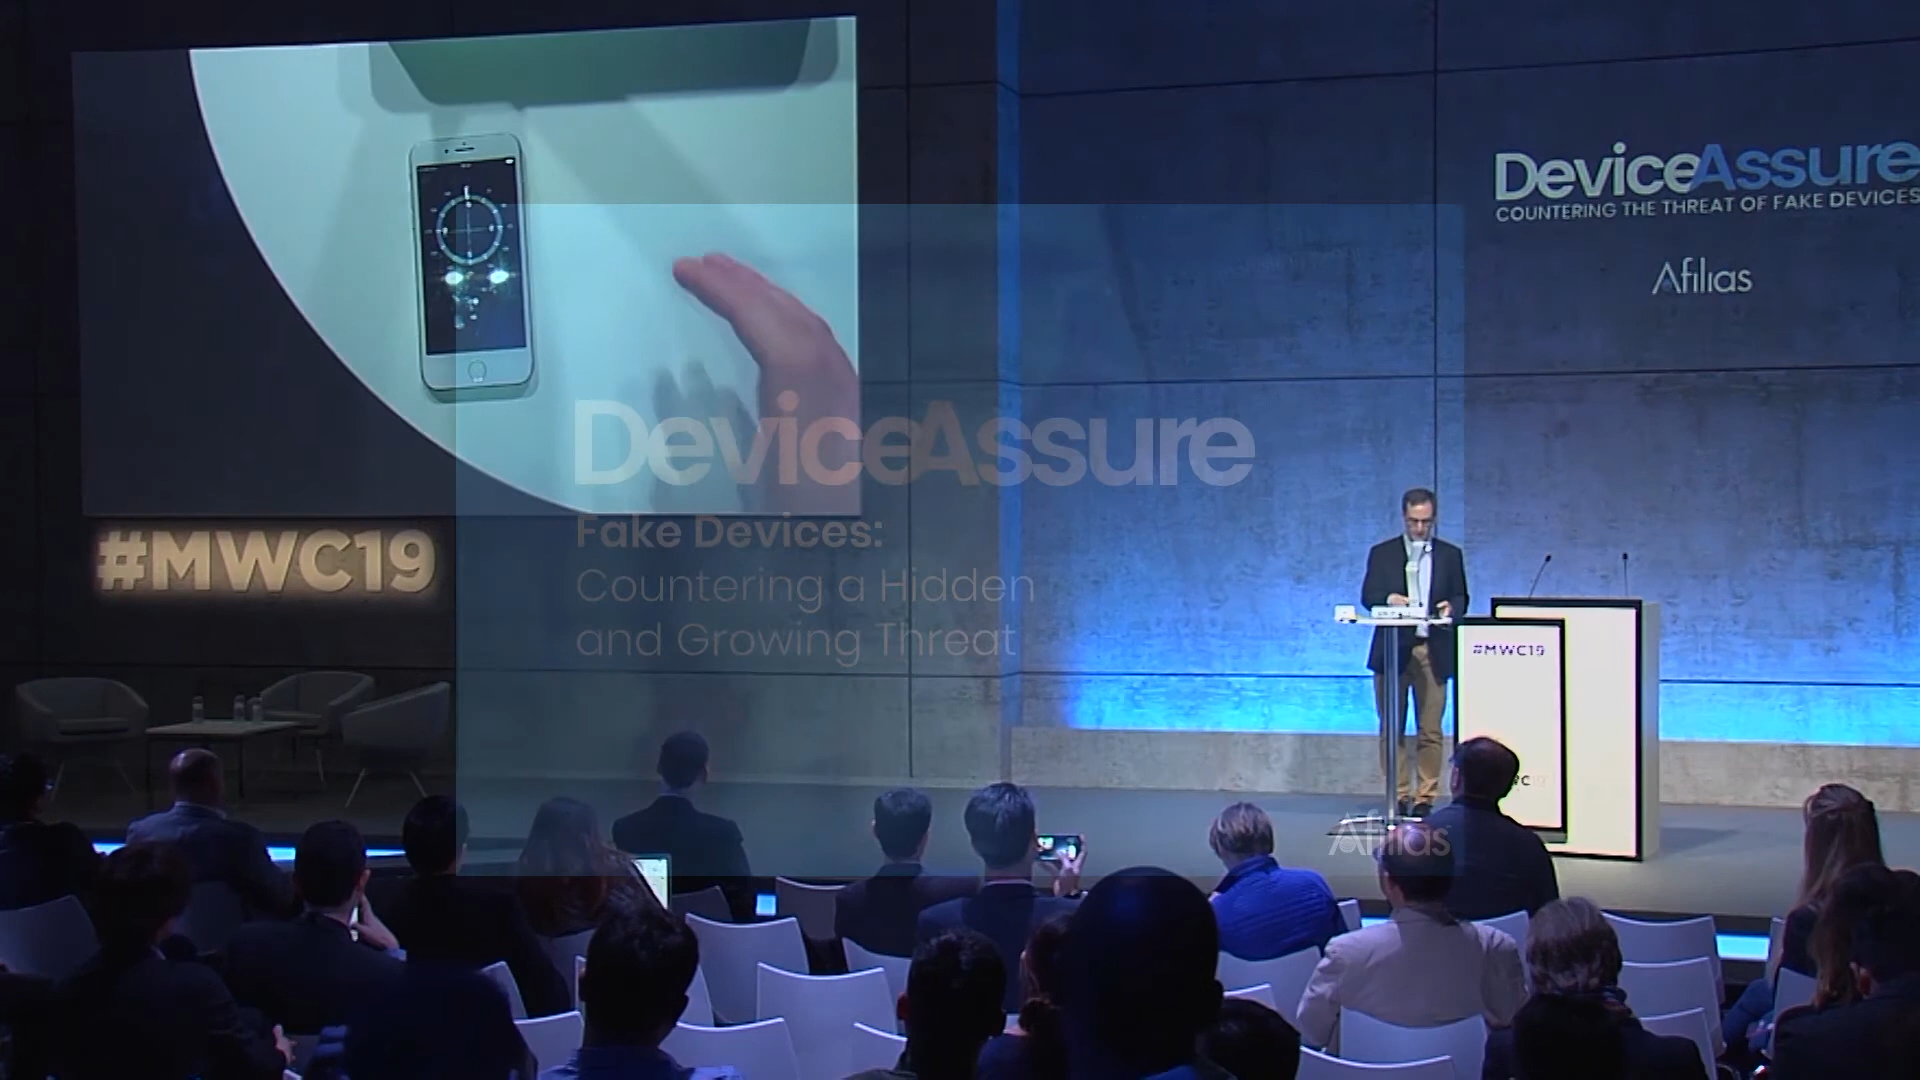 DeviceAssure
COUNTERING THE THREAT OF FAKE DEVICES
Afilias
DeviceAssure
Fake Devices:
Countering a Hidden
and Growing Threat
#MWC19
#MWC19
Afilias